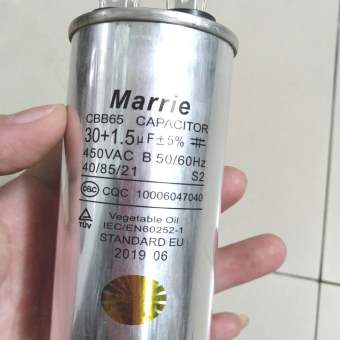 Marrie
CBB65 CAPACITOR
30+1.5μF±5%
450VAC B 50/60Hz
40/85/21 S2
CQC 10006047040
Vegetable Oil
TÜV IEC/EN60252-1
STANDARD EU
2019 06